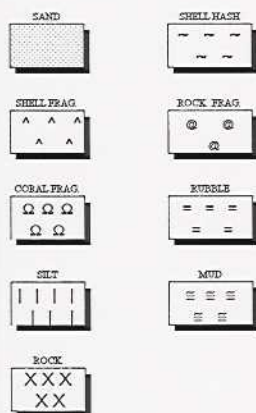 SAND
SHELL HASH
~ ~ ~
~ ~
SHELL FRAG.
^ ^ ^
^ ^
ROCK FRAG.
@ @
@
CORAL FRAG.
Ω Ω Ω
Ω Ω
RUBBLE
= = =
= =
SILT
| | | |
| | | |
MUD
≡ ≡ ≡
≡ ≡
ROCK
X X X
X X